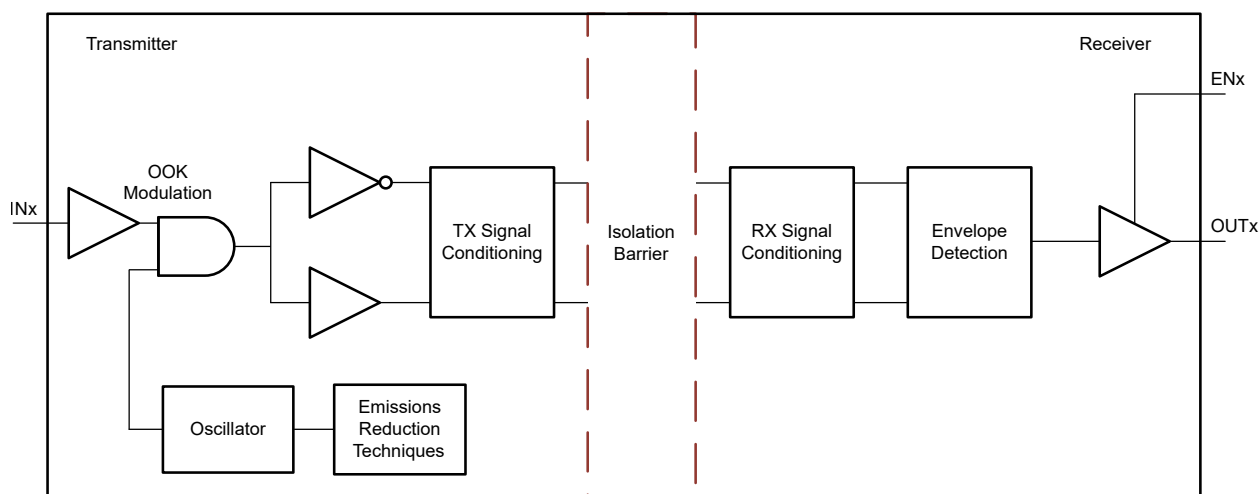 Transmitter
Receiver
ENx
OOK
Modulation
INx
TX Signal
Conditioning
Isolation
Barrier
RX Signal
Conditioning
Envelope
Detection
OUTx
Oscillator
Emissions
Reduction
Techniques